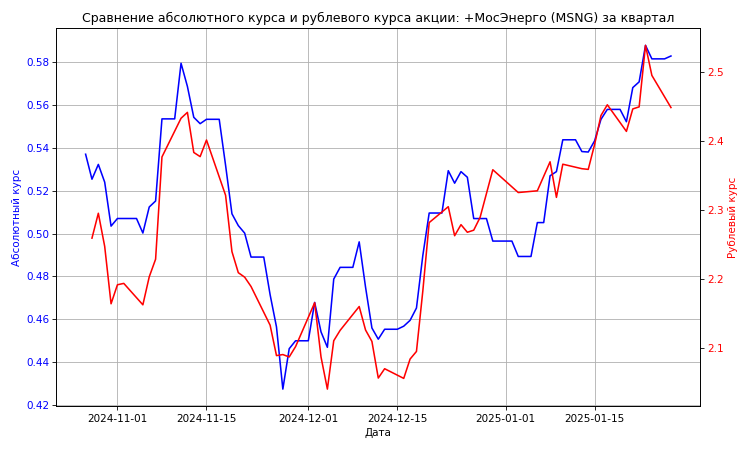 Сравнение абсолютного курса и рублевого курса акции: +МосЭнерго (MSNG) за квартал
0.58
0.56
0.54
0.52
0.50
0.48
0.46
0.44
0.42
Абсолютный курс
2.5
2.4
2.3
2.2
2.1
Рублевый курс
2024-11-01 2024-11-15 2024-12-01 2024-12-15 2025-01-01 2025-01-15
Дата